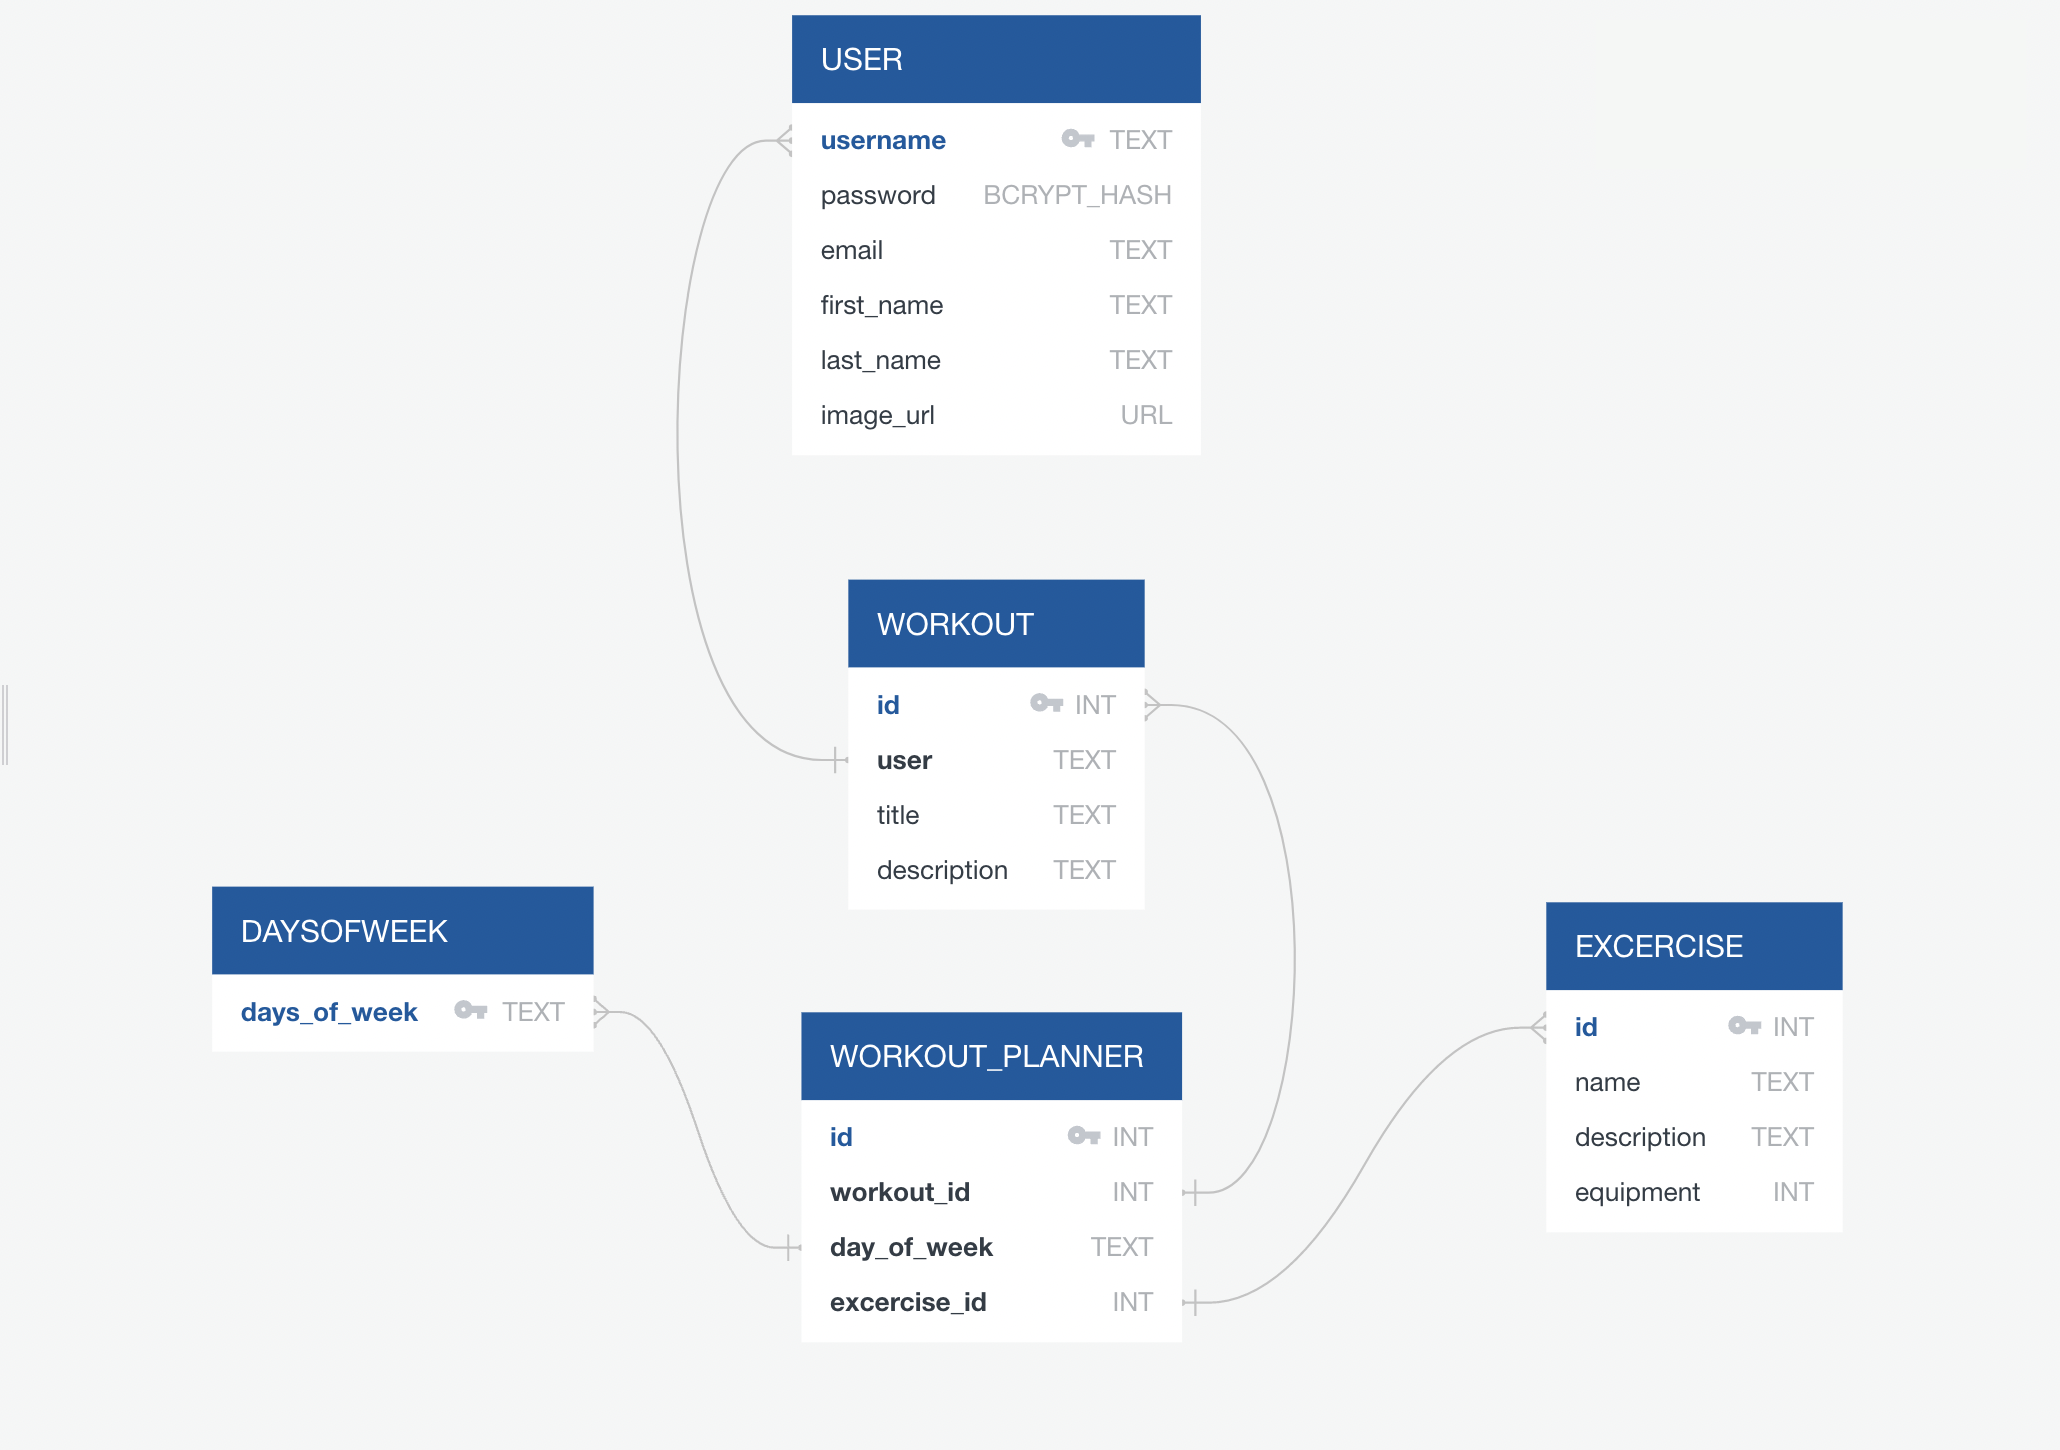 USER
username TEXT
password BCRYPT_HASH
email TEXT
first_name TEXT
last_name TEXT
image_url URL
WORKOUT
id INT
user TEXT
title TEXT
description TEXT
DAYSOFWEEK
days_of_week TEXT
WORKOUT_PLANNER
id INT
workout_id INT
day_of_week TEXT
excercise_id INT
EXCERCISE
id INT
name TEXT
description TEXT
equipment INT